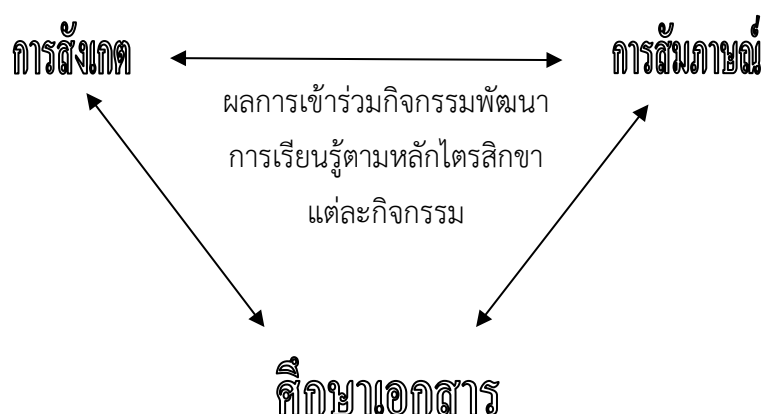 การสังเกต
การสัมภาษณ์
ผลการเข้าร่วมกิจกรรมพัฒนา
การเรียนรู้ตามหลักไตรสิกขา
แต่ละกิจกรรม
ศึกษาเอกสาร